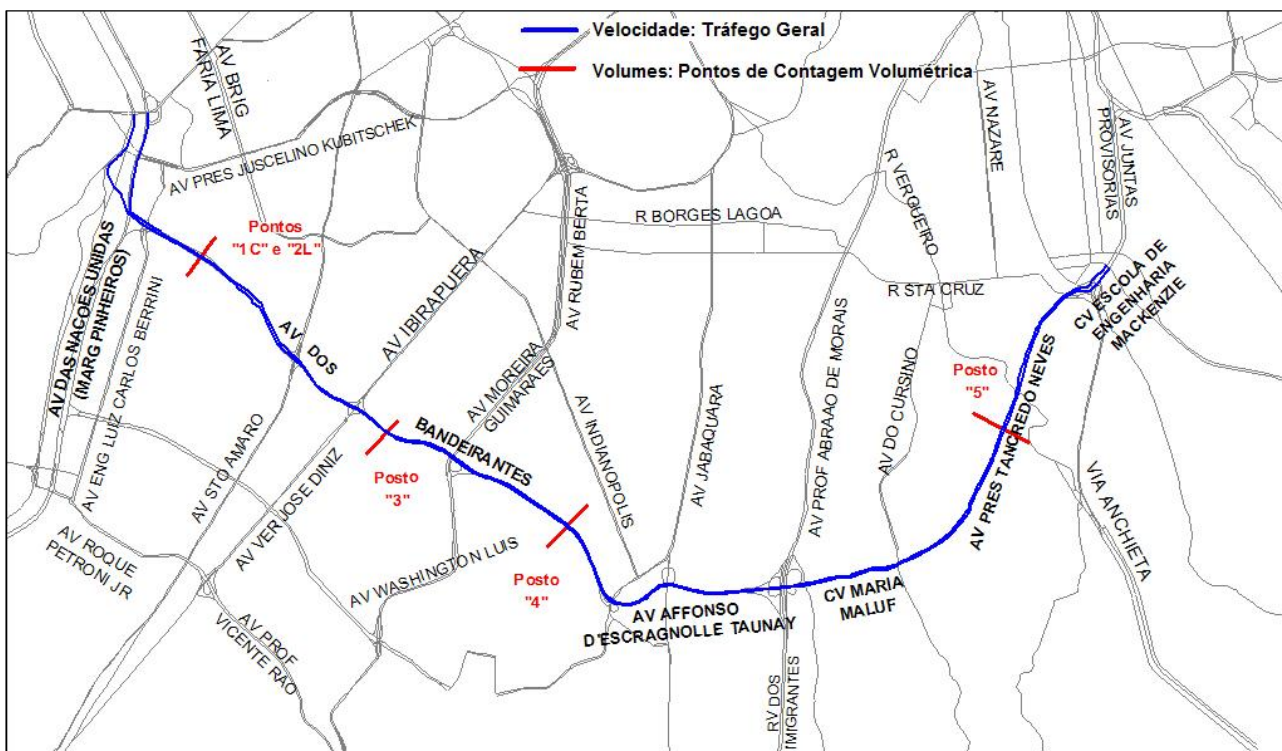 Velocidade: Tráfego Geral
Volumes: Pontos de Contagem Volumétrica
AV BRIG
FARIA LIMA
AV PRES JUSCELINO KUBITSCHEK
AV NAZARE
AV JUNTAS
PROVISORIAS
R VERGUEIRO
AV RUBEM BERTA
R BORGES LAGOA
Pontos
"1C" e "2L"
AV DAS NAÇOES UNIDAS
(MARG PINHEIROS)
AV ENG LUIZ CARLOS BERRINI
AV IBIRAPUERA
R STA CRUZ
CV ESCOLA DE
ENGENHARIA
MACKENZIE
AV DOS
BANDEIRANTES
AV MOREIRA
GUIMARAES
AV INDIANOPOLIS
AV JABAQUARA
AV PROF ABRAAO DE MORAIS
AV DO CURSINO
Posto
"5"
AV PRES TANCREDO NEVES
VIA ANCHIETA
AV STO AMARO
AV VER JOSE DINIZ
Posto
"3"
AV ROQUE
PETRONI JR
AV WASHINGTON LUIS
Posto
"4"
AV AFFONSO
D'ESCRAGNOLLE TAUNAY
CV MARIA
MALUF
AV PROF
VICENTE RAO
RV DOS
IMIGRANTES